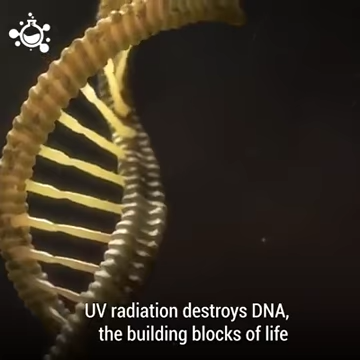 UV radiation destroys DNA,
the building blocks of life